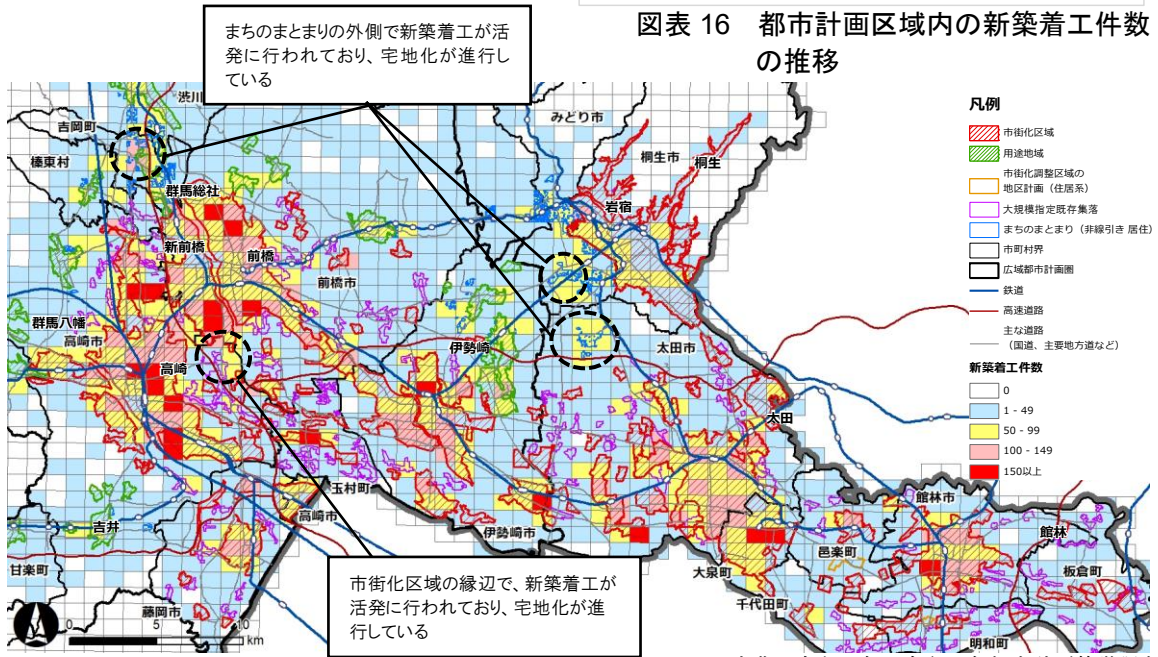 図表 16 都市計画区域内の新築着工件数
の推移
まちのまとまりの外側で新築着工が活
発に行われており、宅地化が進行し
ている
渋川
吉岡町
榛東村
群馬総社
新前橋
前橋
前橋市
群馬八幡
高崎市
高崎
みどり市
桐生市
桐生
岩宿
伊勢崎
太田市
太田
玉村町
高崎市
吉井
甘楽町
藤岡市
伊勢崎市
大泉町
千代田町
邑楽町
館林市
館林
板倉町
明和町
市街化区域の縁辺で、新築着工が
活発に行われており、宅地化が進
行している
凡例
市街化区域
用途地域
市街化調整区域の
地区計画(住居系)
大規模指定既存集落
まちのまとまり(非線引き 居住)
市町村界
広域都市計画圏
鉄道
高速道路
主な道路
(国道、主要地方道など)
新築着工件数
0
1 - 49
50 - 99
100 - 149
150以上
0 5 10
km